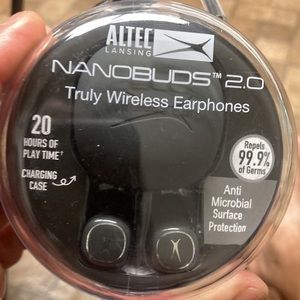 ALTEC
LANSING
NANOBUDS™ 2.0
Truly Wireless Earphones
20
HOURS OF
PLAY TIME†
CHARGING
CASE
Repels
99.9%
of Germs
Anti
Microbial
Surface
Protection